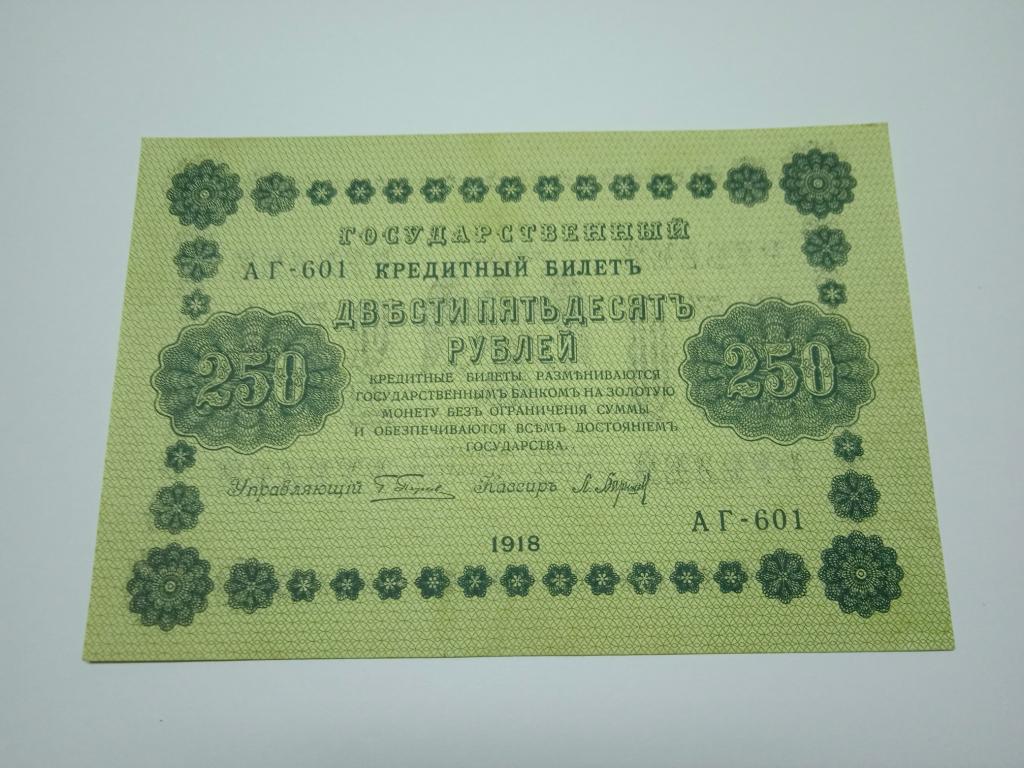 ГОСУДАРСТВЕННЫЙ
АГ-601 КРЕДИТНЫЙ БИЛЕТЪ
ДВѢСТИ ПЯТЬДЕСЯТЪ
РУБЛЕЙ
250
250
КРЕДИТНЫЕ БИЛЕТЫ РАЗМѢНИВАЮТСЯ
ГОСУДАРСТВЕННЫМЪ БАНКОМЪ НА ЗОЛОТУЮ
МОНЕТУ БЕЗЪ ОГРАНИЧЕНІЯ СУММЫ
И ОБЕЗПЕЧИВАЮТСЯ ВСѢМЪ ДОСТОЯНІЕМЪ
ГОСУДАРСТВА.
Управляющій Кассиръ
АГ-601
1918